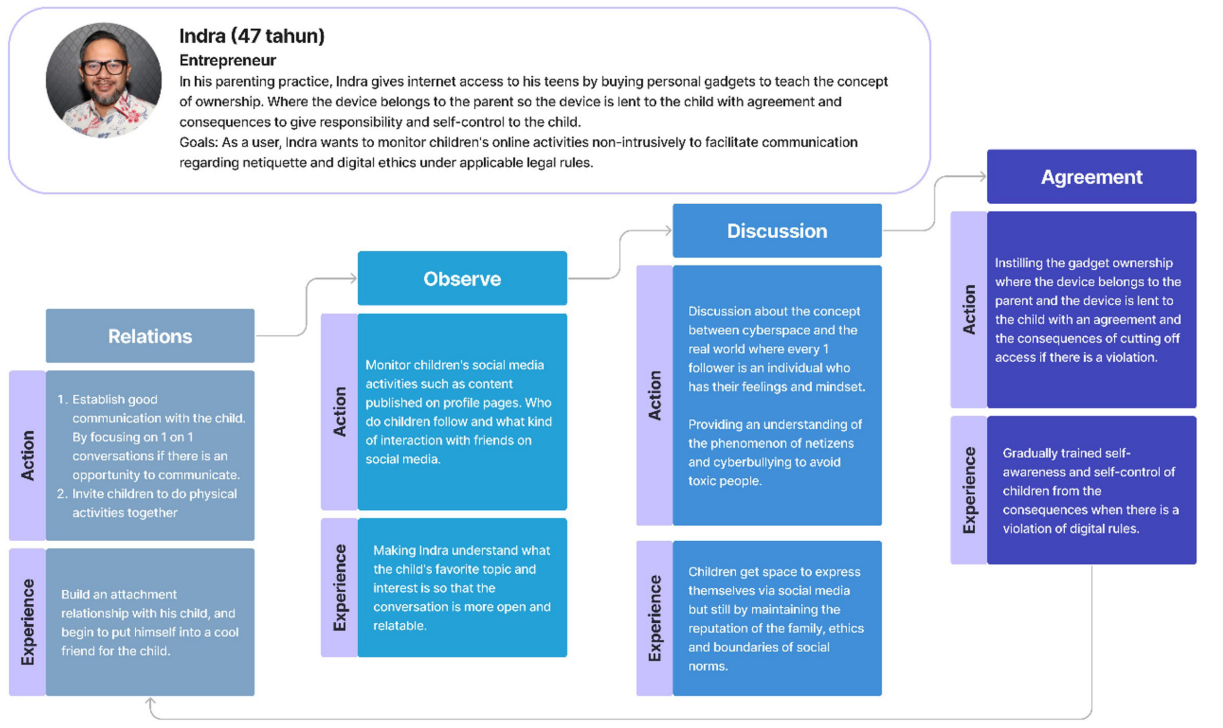 Indra (47 tahun)
Entrepreneur
In his parenting practice, Indra gives internet access to his teens by buying personal gadgets to teach the concept
of ownership. Where the device belongs to the parent so the device is lent to the child with agreement and
consequences to give responsibility and self-control to the child.
Goals: As a user, Indra wants to monitor children's online activities non-intrusively to facilitate communication
regarding netiquette and digital ethics under applicable legal rules.
Relations
Action
1. Establish good
communication with the child.
By focusing on 1 on 1
conversations if there is an
opportunity to communicate.
2. Invite children to do physical
activities together
Experience
Build an attachment
relationship with his child, and
begin to put himself into a cool
friend for the child.
Observe
Action
Monitor children's social media
activities such as content
published on profile pages. Who
do children follow and what kind
of interaction with friends on
social media.
Experience
Making Indra understand what
the child's favorite topic and
interest is so that the
conversation is more open and
relatable.
Discussion
Action
Discussion about the concept
between cyberspace and the
real world where every 1
follower is an individual who
has their feelings and mindset.
Providing an understanding of
the phenomenon of netizens
and cyberbullying to avoid
toxic people.
Experience
Children get space to express
themselves via social media
but still by maintaining the
reputation of the family, ethics
and boundaries of social
norms.
Agreement
Action
Instilling the gadget ownership
where the device belongs to the
parent and the device is lent to
the child with an agreement and
the consequences of cutting off
access if there is a violation.
Experience
Gradually trained self-
awareness and self-control of
children from the
consequences when there is a
violation of digital rules.